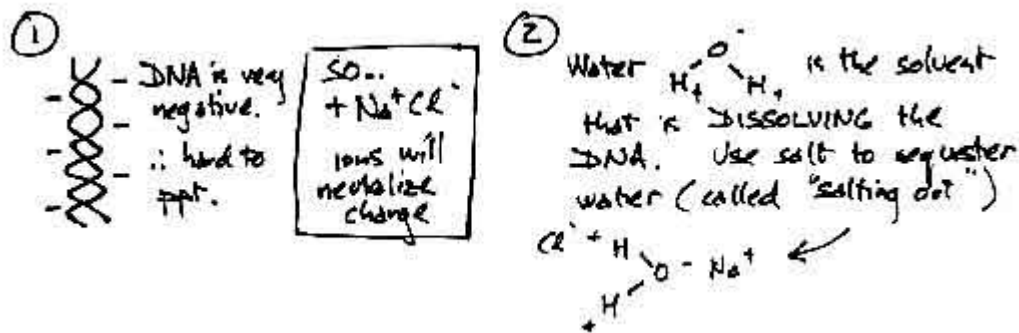 ①
DNA is very
negative.
∴ hard to
ppt.
SO...
+ Na⁺Cl⁻
ions will
neutralize
charge
②
Water O⁻ H₊ H₊ is the solvent
that is DISSOLVING the
DNA. Use salt to sequester
water (called "salting out")
Cl⁻ + H
O - Na⁺
H
+